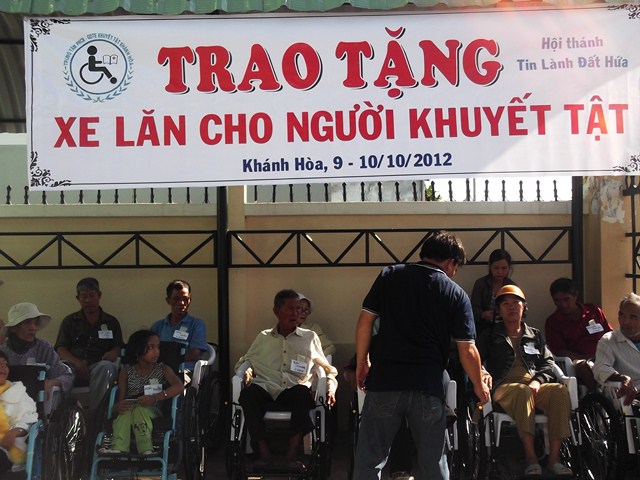 TRAO TẶNG
Hội thánh
Tin Lành Đất Hứa
XE LĂN CHO NGƯỜI KHUYẾT TẬT
Khánh Hòa, 9 - 10/10/2012